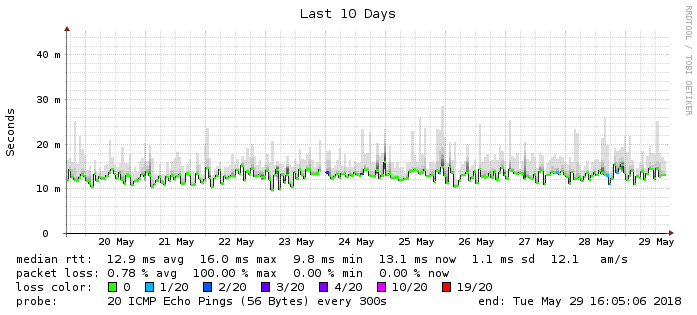 Last 10 Days
RRDTOOL / TOBI OETIKER
Seconds
40 m
30 m
20 m
10 m
0
20 May 21 May 22 May 23 May 24 May 25 May 26 May 27 May 28 May 29 May
median rtt: 12.9 ms avg 16.0 ms max 9.8 ms min 13.1 ms now 1.1 ms sd 12.1 am/s
packet loss: 0.78 % avg 100.00 % max 0.00 % min 0.00 % now
loss color: 0 1/20 2/20 3/20 4/20 10/20 19/20
probe: 20 ICMP Echo Pings (56 Bytes) every 300s end: Tue May 29 16:05:06 2018